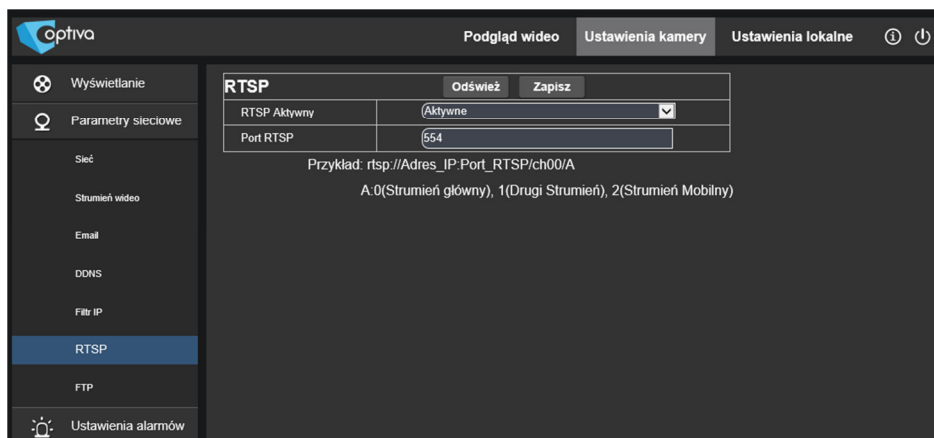 optiva
Podgląd wideo Ustawienia kamery Ustawienia lokalne
Wyświetlanie
Parametry sieciowe
Sieć
Strumień wideo
Email
DDNS
Filtr IP
RTSP
FTP
Ustawienia alarmów
RTSP Odśwież Zapisz
RTSP Aktywny Aktywne
Port RTSP 554
Przykład: rtsp://Adres_IP:Port_RTSP/ch00/A
A:0(Strumień główny), 1(Drugi Strumień), 2(Strumień Mobilny)